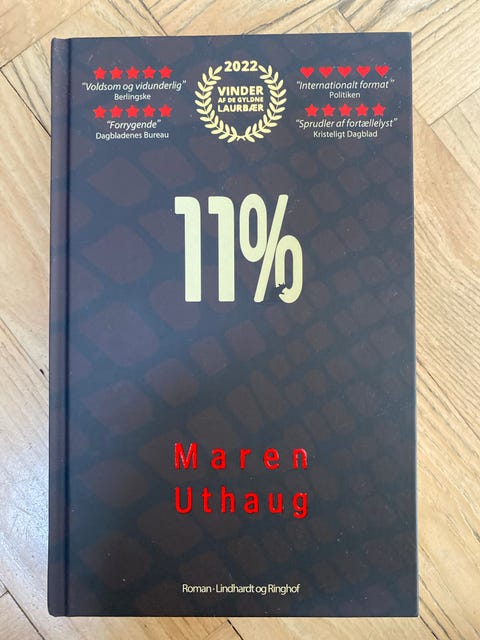 "Voldsom og vidunderlig"
Berlingske
"Forrygende"
Dagbladenes Bureau
2022
VINDER
AF DE GYLDNE
LAURBÆR
"Internationalt format"
Politiken
"Sprudler af fortællelyst"
Kristeligt Dagblad
11%
Maren
Uthaug
Roman · Lindhardt og Ringhof